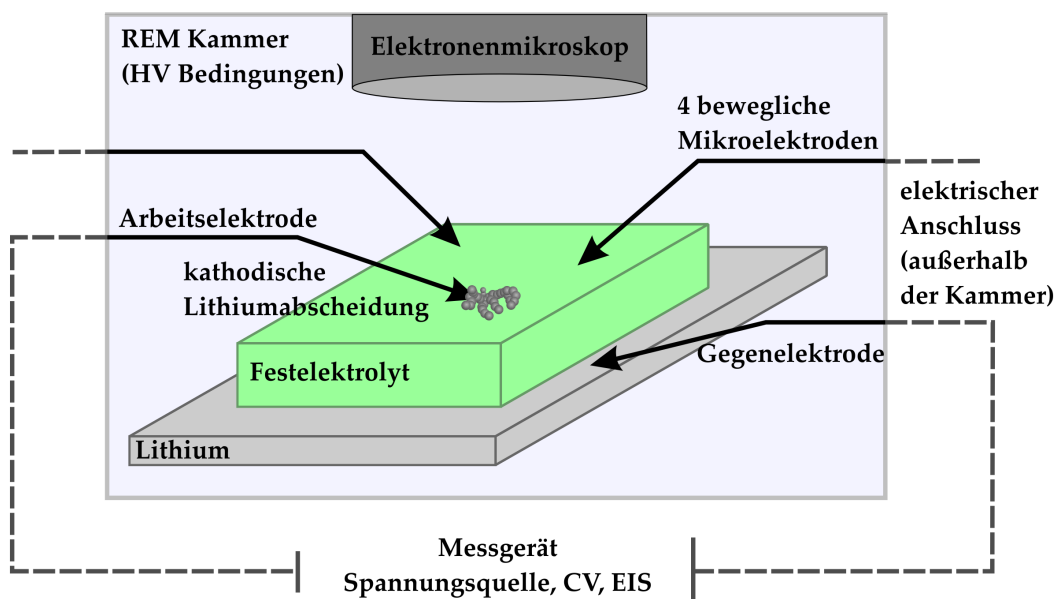 REM Kammer
(HV Bedingungen)
Elektronenmikroskop
4 bewegliche
Mikroelektroden
elektrischer
Anschluss
(außerhalb
der Kammer)
Arbeitselektrode
kathodische
Lithiumabscheidung
Gegenelektrode
Festelektrolyt
Lithium
Messgerät
Spannungsquelle, CV, EIS